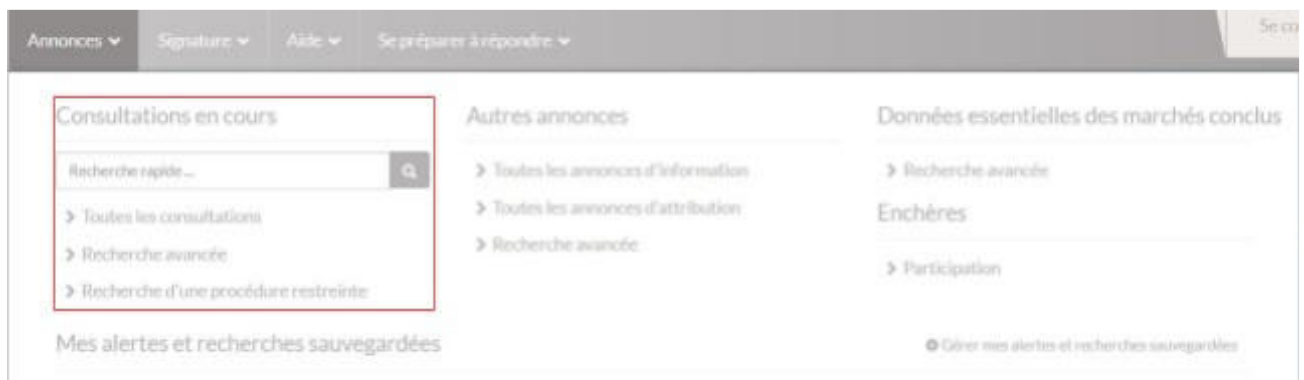 Annonces Signature Aide Se préparer à répondre Se co
Consultations en cours
Recherche rapide ...
Toutes les consultations
Recherche avancée
Recherche d'une procédure restreinte
Autres annonces
Toutes les annonces d'information
Toutes les annonces d'attribution
Recherche avancée
Données essentielles des marchés conclus
Recherche avancée
Enchères
Participation
Mes alertes et recherches sauvegardées
Gérer mes alertes et recherches sauvegardées